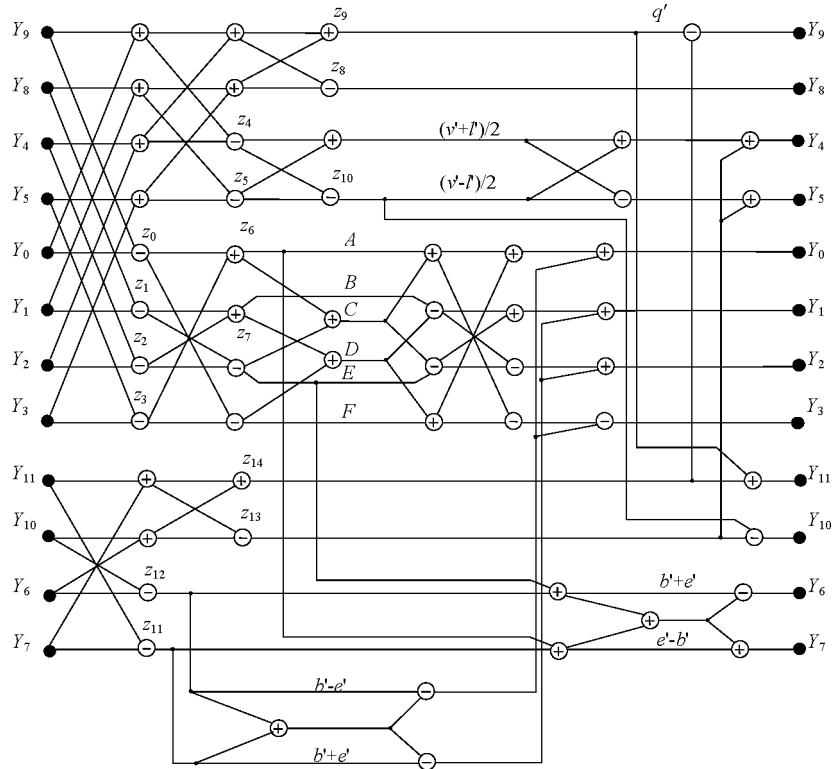 Y9 z9 q' Y9
Y8 z8 Y8
Y4 z4 (v'+l')/2 Y4
Y5 z5 z10 (v'-l')/2 Y5
Y0 z0 z6 A Y0
Y1 z1 B Y1
z7 C
Y2 z2 D Y2
E
Y3 z3 F Y3
Y11 z14 Y11
Y10 z13 Y10
Y6 z12 b'+e' Y6
Y7 z11 e'-b' Y7
b'-e'
b'+e'